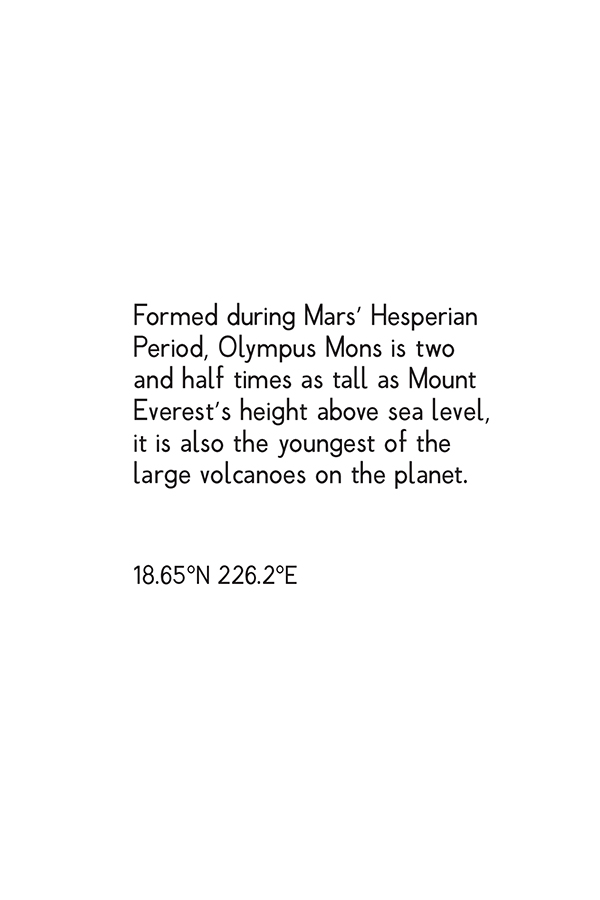 Formed during Mars’ Hesperian
Period, Olympus Mons is two
and half times as tall as Mount
Everest’s height above sea level,
it is also the youngest of the
large volcanoes on the planet.
18.65°N 226.2°E